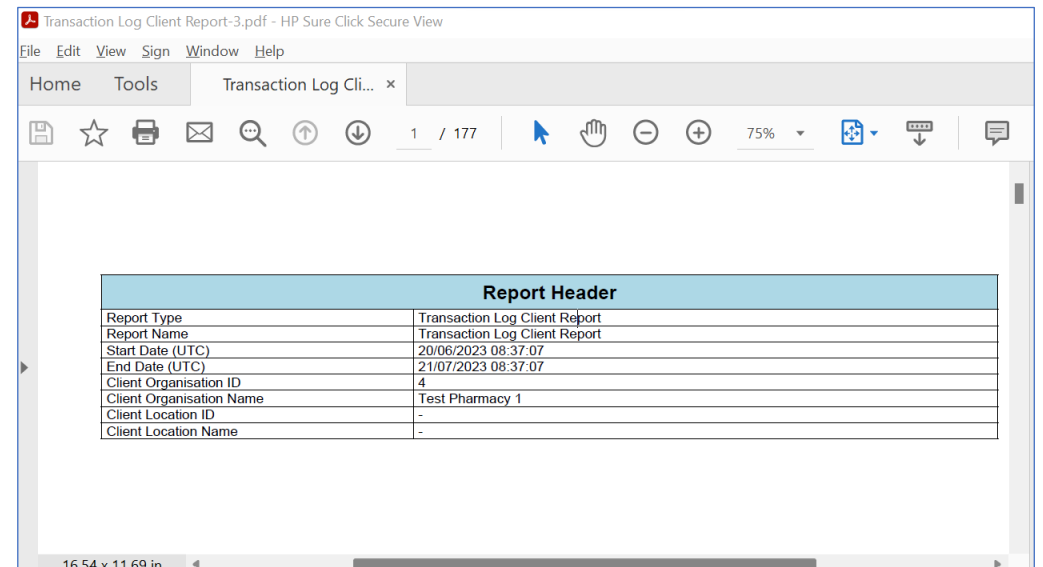 Transaction Log Client Report-3.pdf - HP Sure Click Secure View
File Edit View Sign Window Help
Home Tools Transaction Log Cli... ×
1 / 177 75%
Report Header
Report Type Transaction Log Client Report
Report Name Transaction Log Client Report
Start Date (UTC) 20/06/2023 08:37:07
End Date (UTC) 21/07/2023 08:37:07
Client Organisation ID 4
Client Organisation Name Test Pharmacy 1
Client Location ID -
Client Location Name -
16.54 x 11.69 in